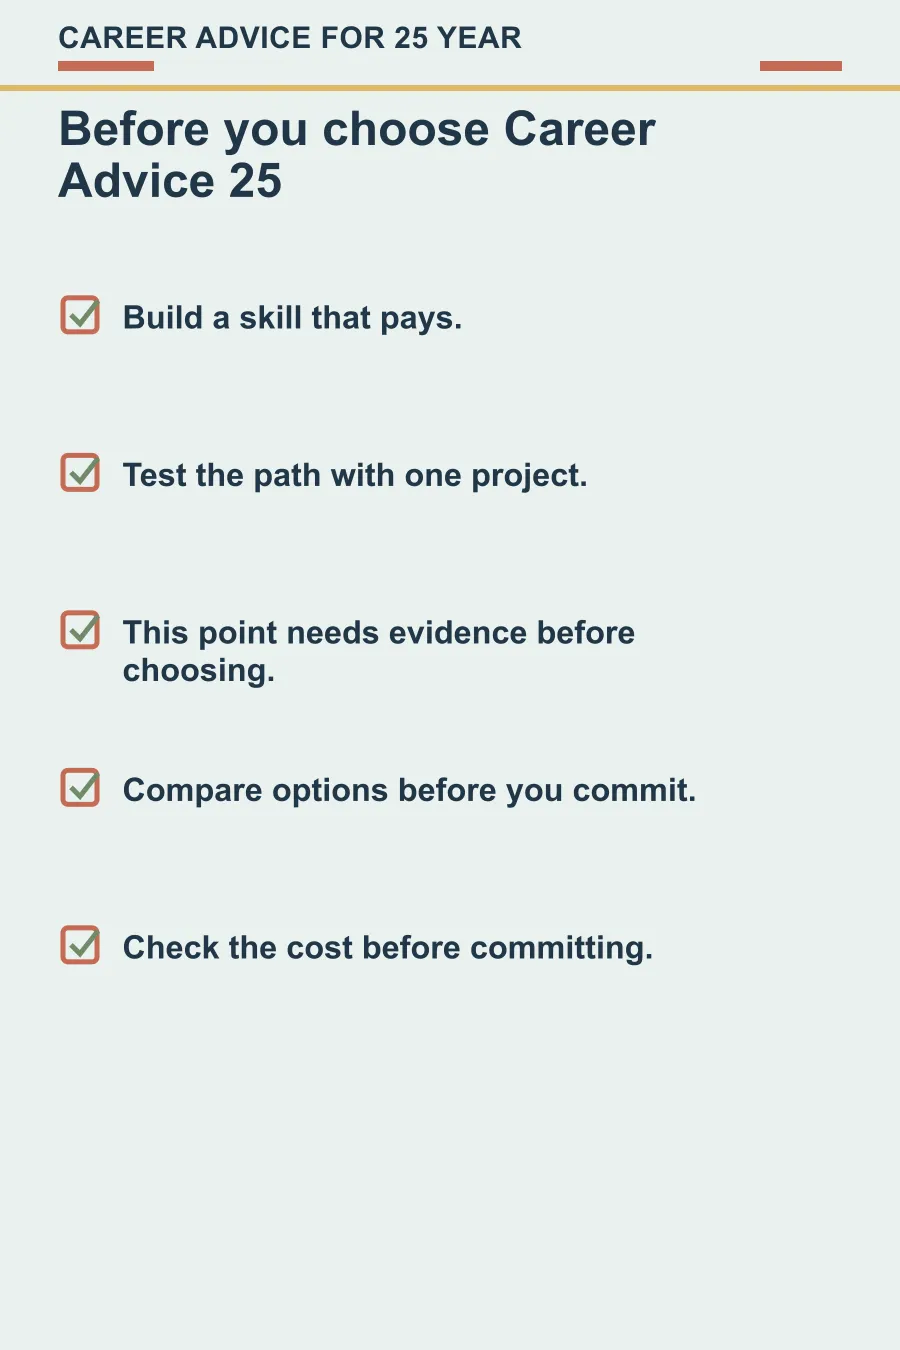 CAREER ADVICE FOR 25 YEAR
Before you choose Career
Advice 25
Build a skill that pays.
Test the path with one project.
This point needs evidence before
choosing.
Compare options before you commit.
Check the cost before committing.